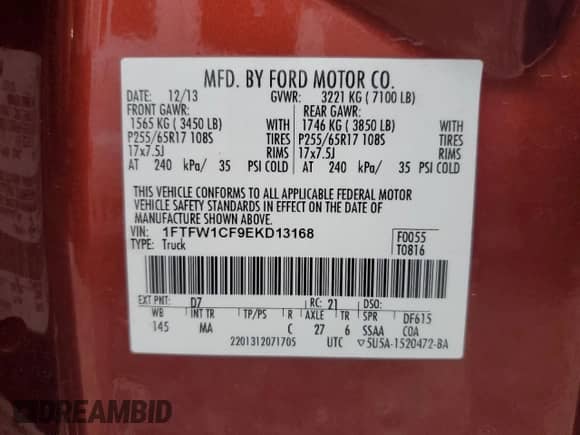 MFD. BY FORD MOTOR CO.
DATE: 12/13 GVWR: 3221 KG ( 7100 LB)
FRONT GAWR: REAR GAWR:
1565 KG ( 3450 LB) WITH 1746 KG ( 3850 LB) WITH
P255/65R17 108S TIRES P255/65R17 108S TIRES
17x7.5J RIMS 17x7.5J RIMS
AT 240 kPa/ 35 PSI COLD AT 240 kPa/ 35 PSI COLD
THIS VEHICLE CONFORMS TO ALL APPLICABLE FEDERAL MOTOR
VEHICLE SAFETY STANDARDS IN EFFECT ON THE DATE OF
MANUFACTURE SHOWN ABOVE.
VIN: 1FTFW1CF9EKD13168 F0055
TYPE: Truck T0816
EXT PNT: D7 RC: 21 DSO:
WB INT TR TP/PS R AXLE TR SPR DF615
145 MA C 27 6 SSAA COA
2201312071705 UTC ▽5U5A-1520472-BA
DREAMBID